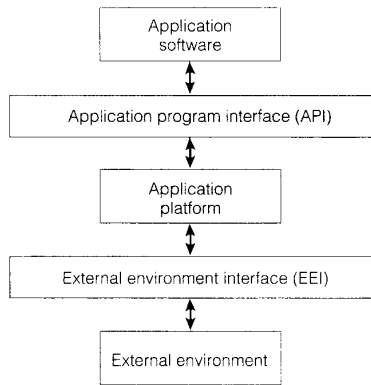 Application
software
Application program interface (API)
Application
platform
External environment interface (EEI)
External environment